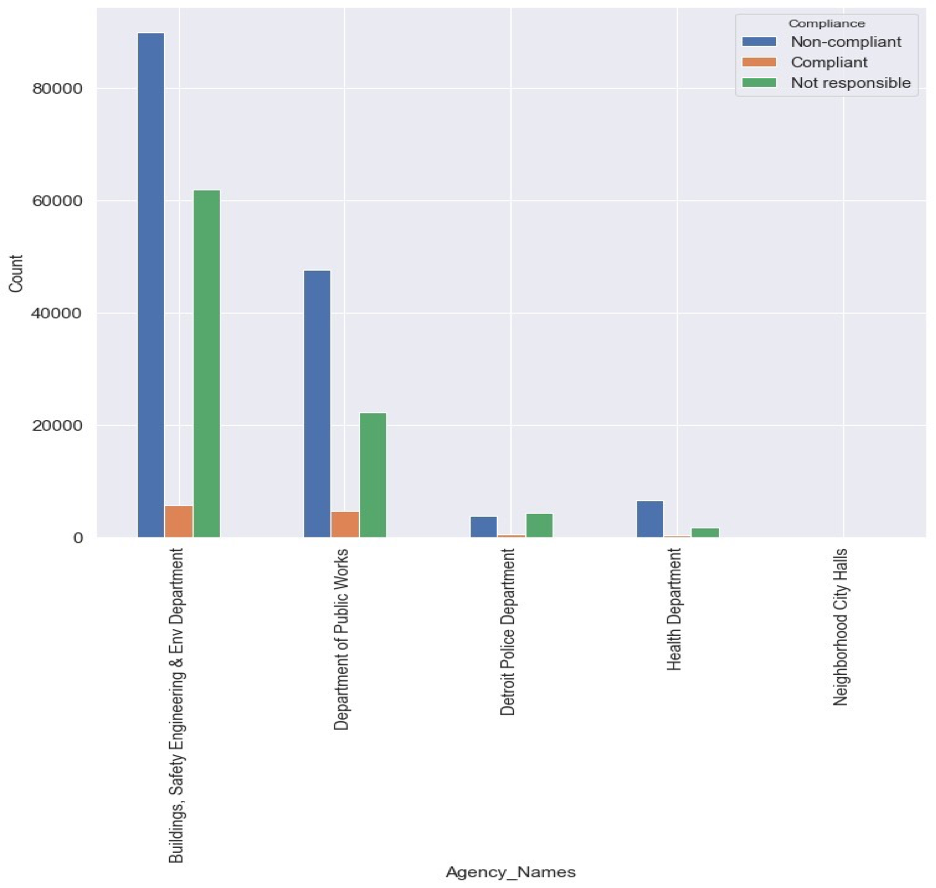 Compliance
Non-compliant
Compliant
Not responsible
80000
60000
40000
20000
0
Count
Buildings, Safety Engineering & Env Department
Department of Public Works
Detroit Police Department
Health Department
Neighborhood City Halls
Agency_Names